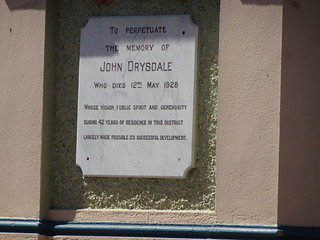 To perpetuate
the memory of
John Drysdale
who died 12th May 1928
Whose vision, public spirit and generosity
during 42 years of residence in this district
largely made possible its successful development.